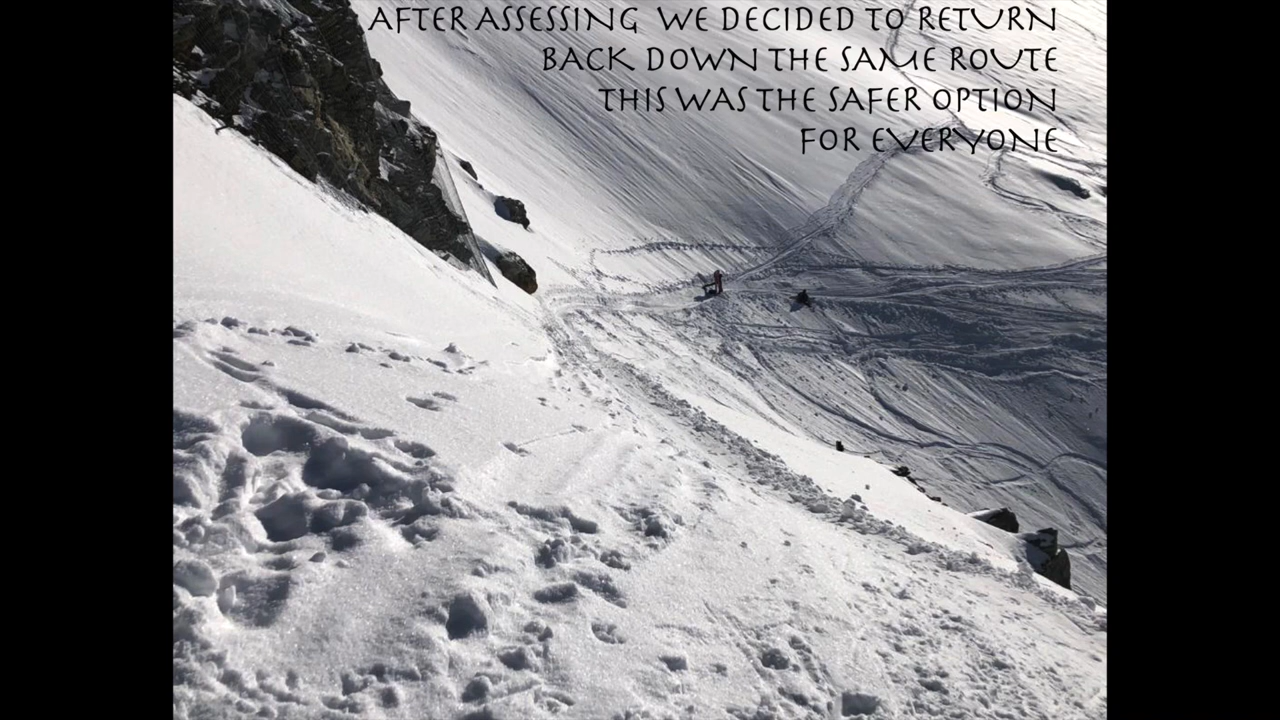 AFTER ASSESSING WE DECIDED TO RETURN
BACK DOWN THE SAME ROUTE
THIS WAS THE SAFER OPTION
FOR EVERYONE